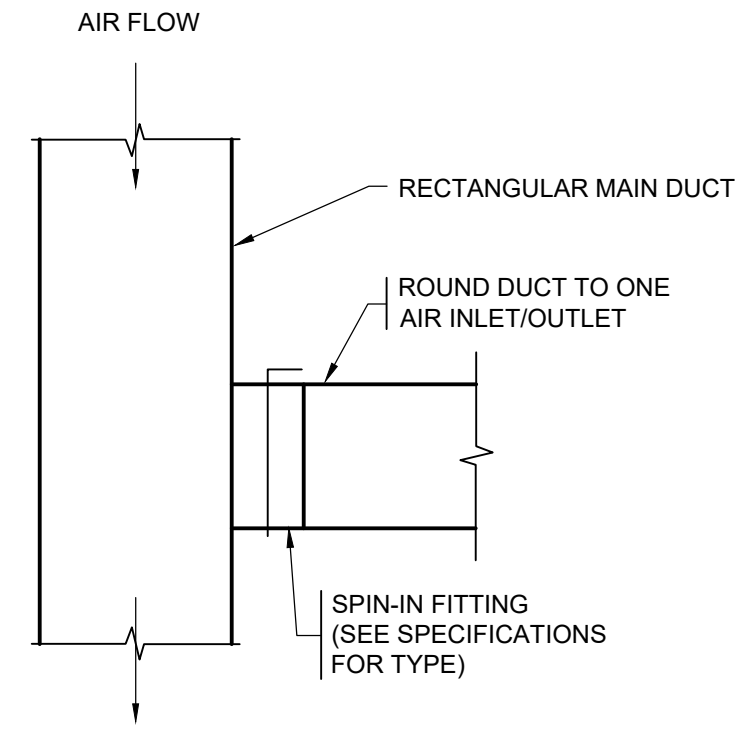 AIR FLOW
RECTANGULAR MAIN DUCT
ROUND DUCT TO ONE
AIR INLET/OUTLET
SPIN-IN FITTING
(SEE SPECIFICATIONS
FOR TYPE)